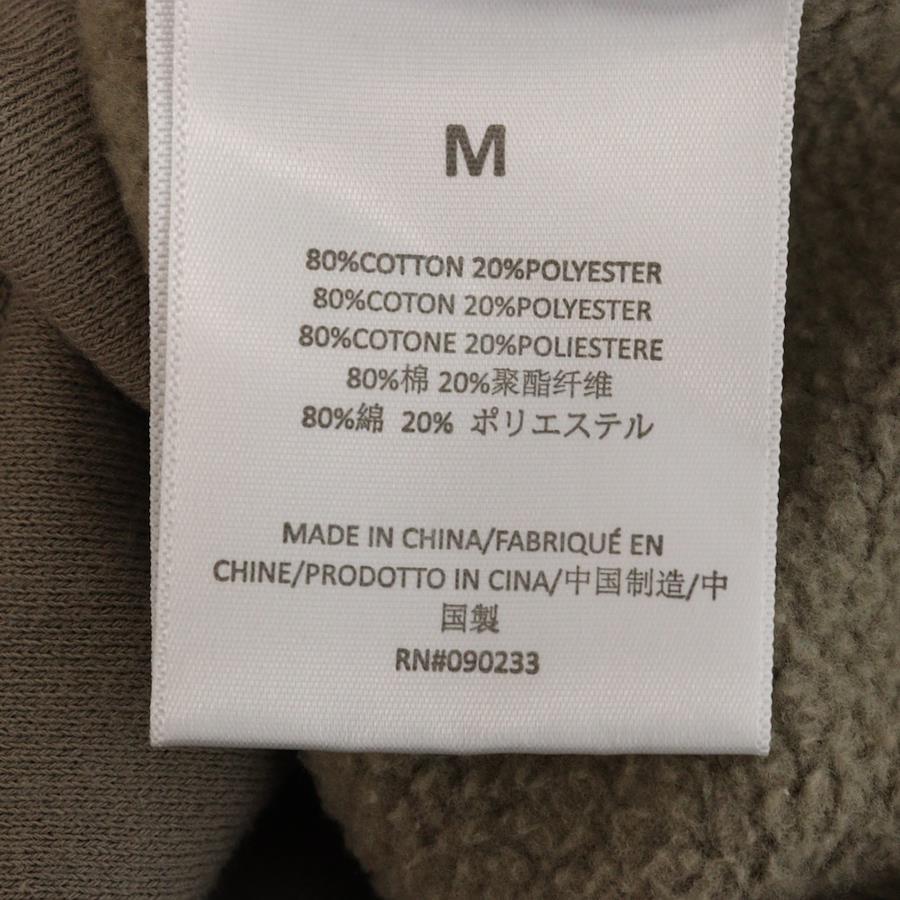 M
80%COTTON 20%POLYESTER
80%COTON 20%POLYESTER
80%COTONE 20%POLIESTERE
80%棉 20%聚酯纤维
80%綿 20% ポリエステル
MADE IN CHINA/FABRIQUÉ EN
CHINE/PRODOTTO IN CINA/中国制造/中
国製
RN#090233